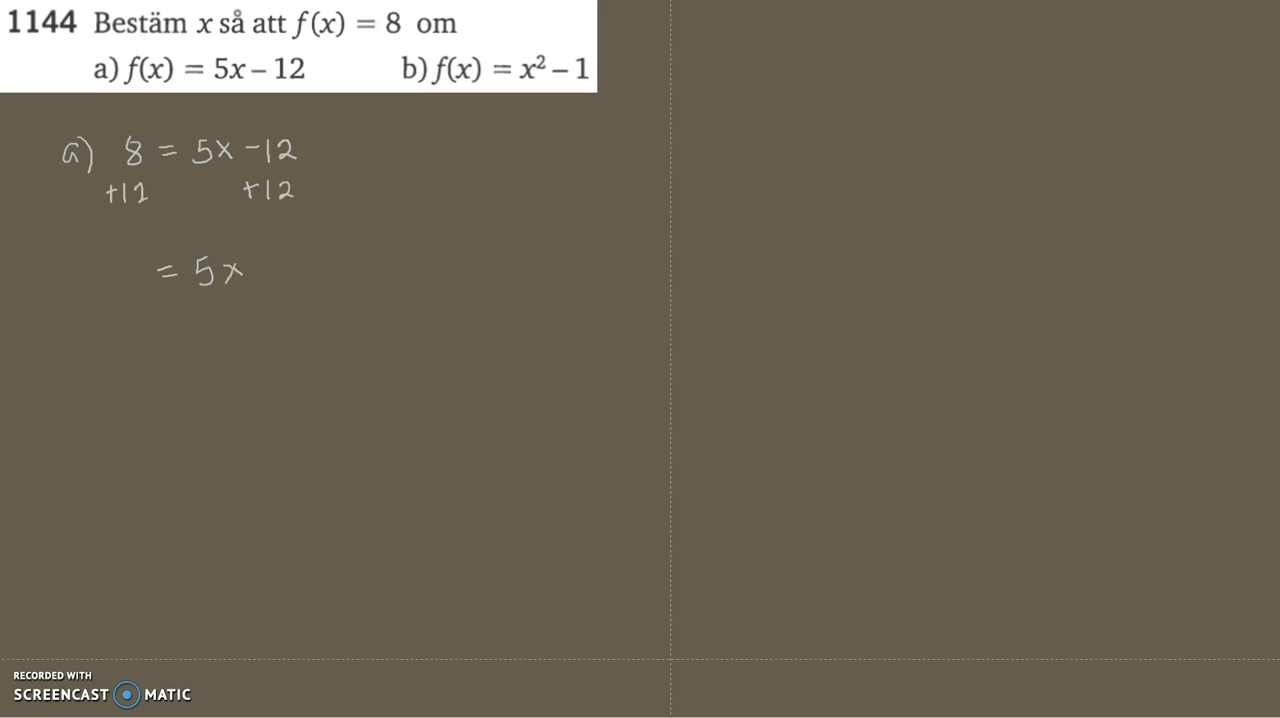 1144 Bestäm x så att f(x) = 8 om
a) f(x) = 5x – 12 b) f(x) = x² – 1
a) 8 = 5x - 12
+12 +12
= 5x
RECORDED WITH
SCREENCAST MATIC